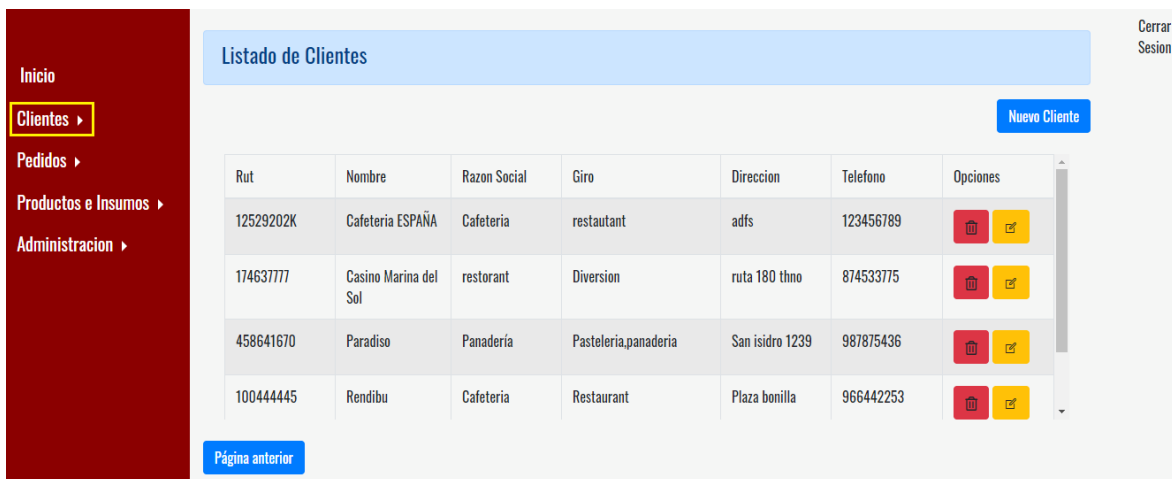 Cerrar
Sesion
Inicio
Clientes
Pedidos
Productos e Insumos
Administracion
Listado de Clientes
Nuevo Cliente
Rut Nombre Razon Social Giro Direccion Telefono Opciones
12529202K Cafeteria ESPAÑA Cafeteria restautant adfs 123456789
174637777 Casino Marina del restorant Diversion ruta 180 thno 874533775
Sol
458641670 Paradiso Panadería Pasteleria,panaderia San isidro 1239 987875436
100444445 Rendibu Cafeteria Restaurant Plaza bonilla 966442253
Página anterior